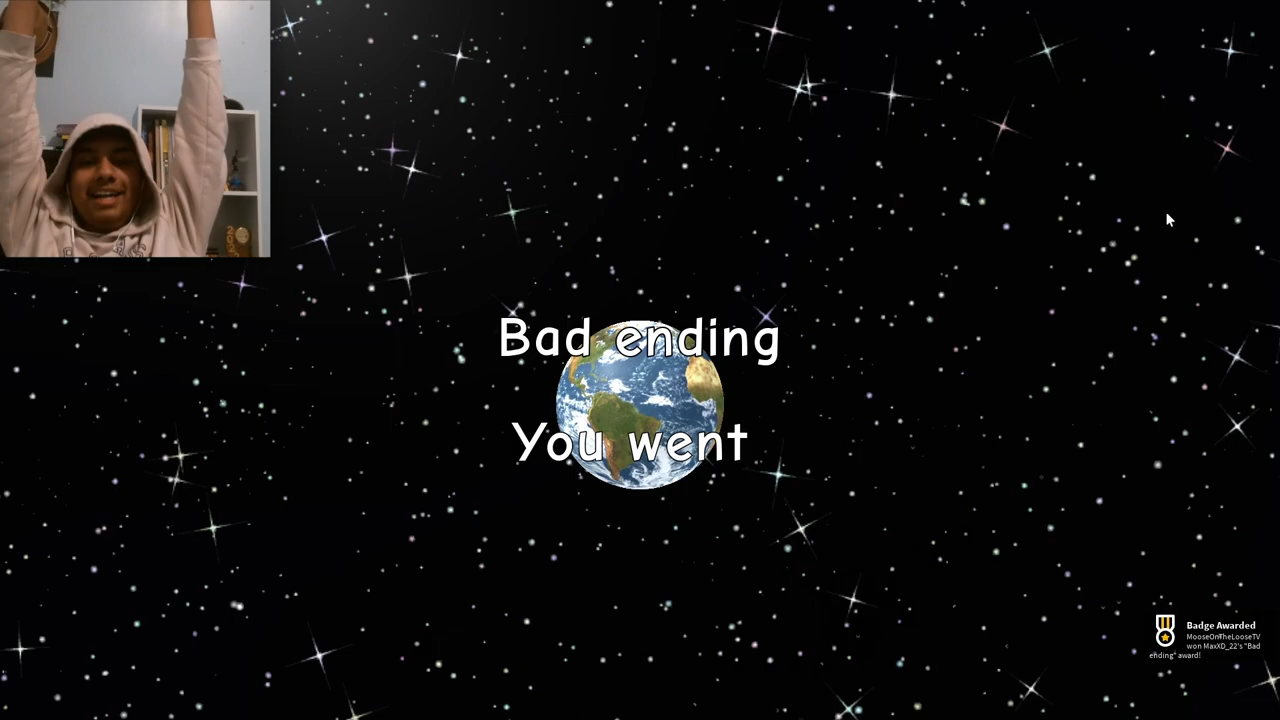 Bad ending
You went
Badge Awarded
MooseOnTheLooseTV
won MaxXD_22's "Bad
ending" award!